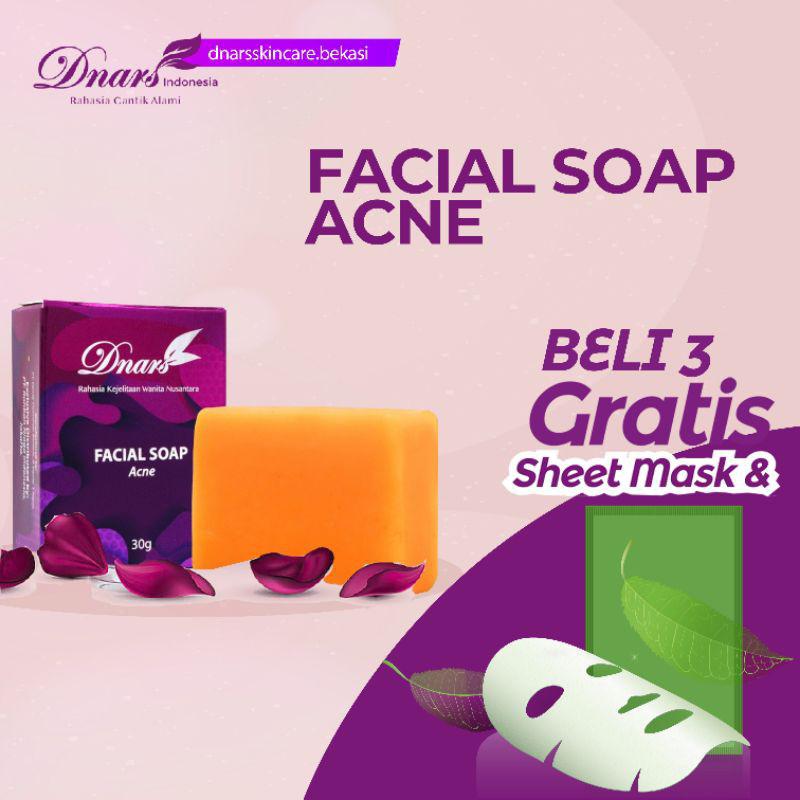 Dnars
Indonesia
Rahasia Cantik Alami
dnarsskincare.bekasi
FACIAL SOAP
ACNE
Dnars
Rahasia Kejelitaan Wanita Nusantara
FACIAL SOAP
Acne
30g
BELI 3
Gratis
Sheet Mask &